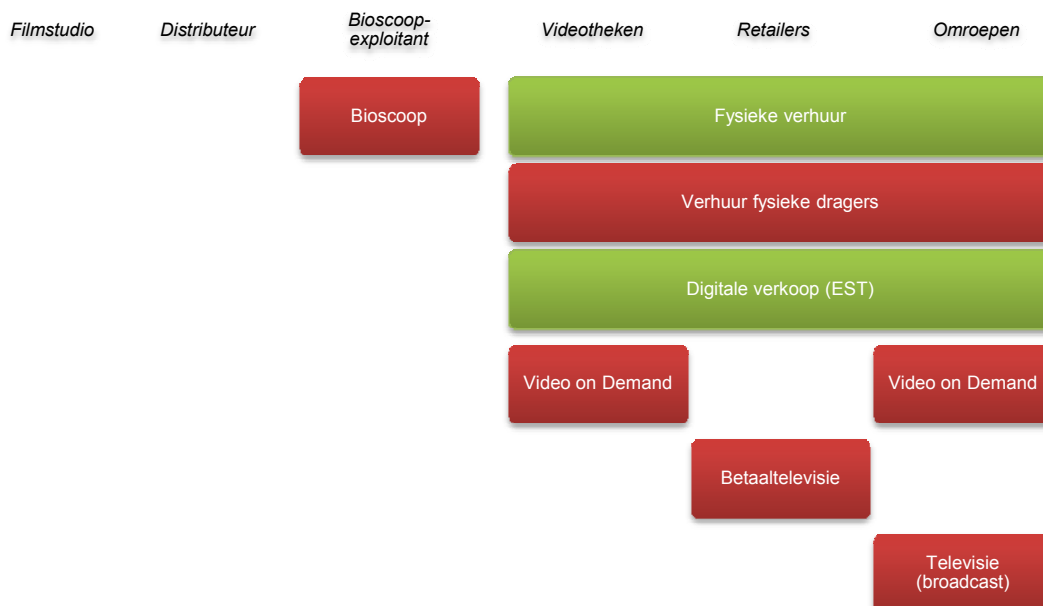 Filmstudio
Distributeur
Bioscoop-
exploitant
Videotheken
Retailers
Omroepen
Bioscoop
Fysieke verhuur
Verhuur fysieke dragers
Digitale verkoop (EST)
Video on Demand
Video on Demand
Betaaltelevisie
Televisie
(broadcast)